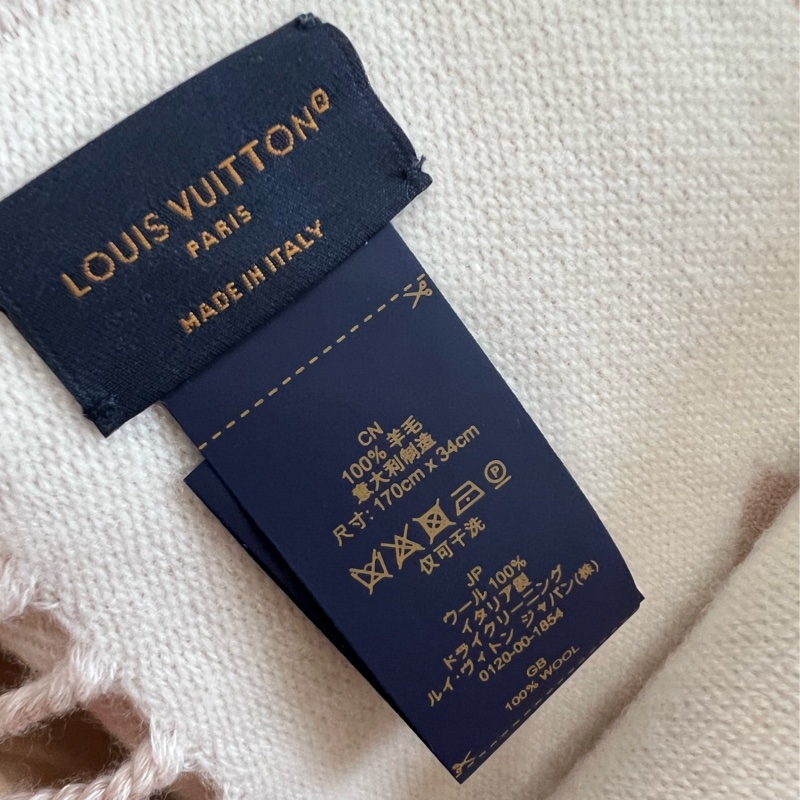 LOUIS VUITTON®
PARIS
MADE IN ITALY
CN
100% 羊毛
意大利制造
尺寸: 170cm x 34cm
P
仅可干洗
JP
ウール 100%
イタリア製
ドライクリーニング
ルイ・ヴィトン ジャパン(株)
0120-00-1854
GB
100% WOOL